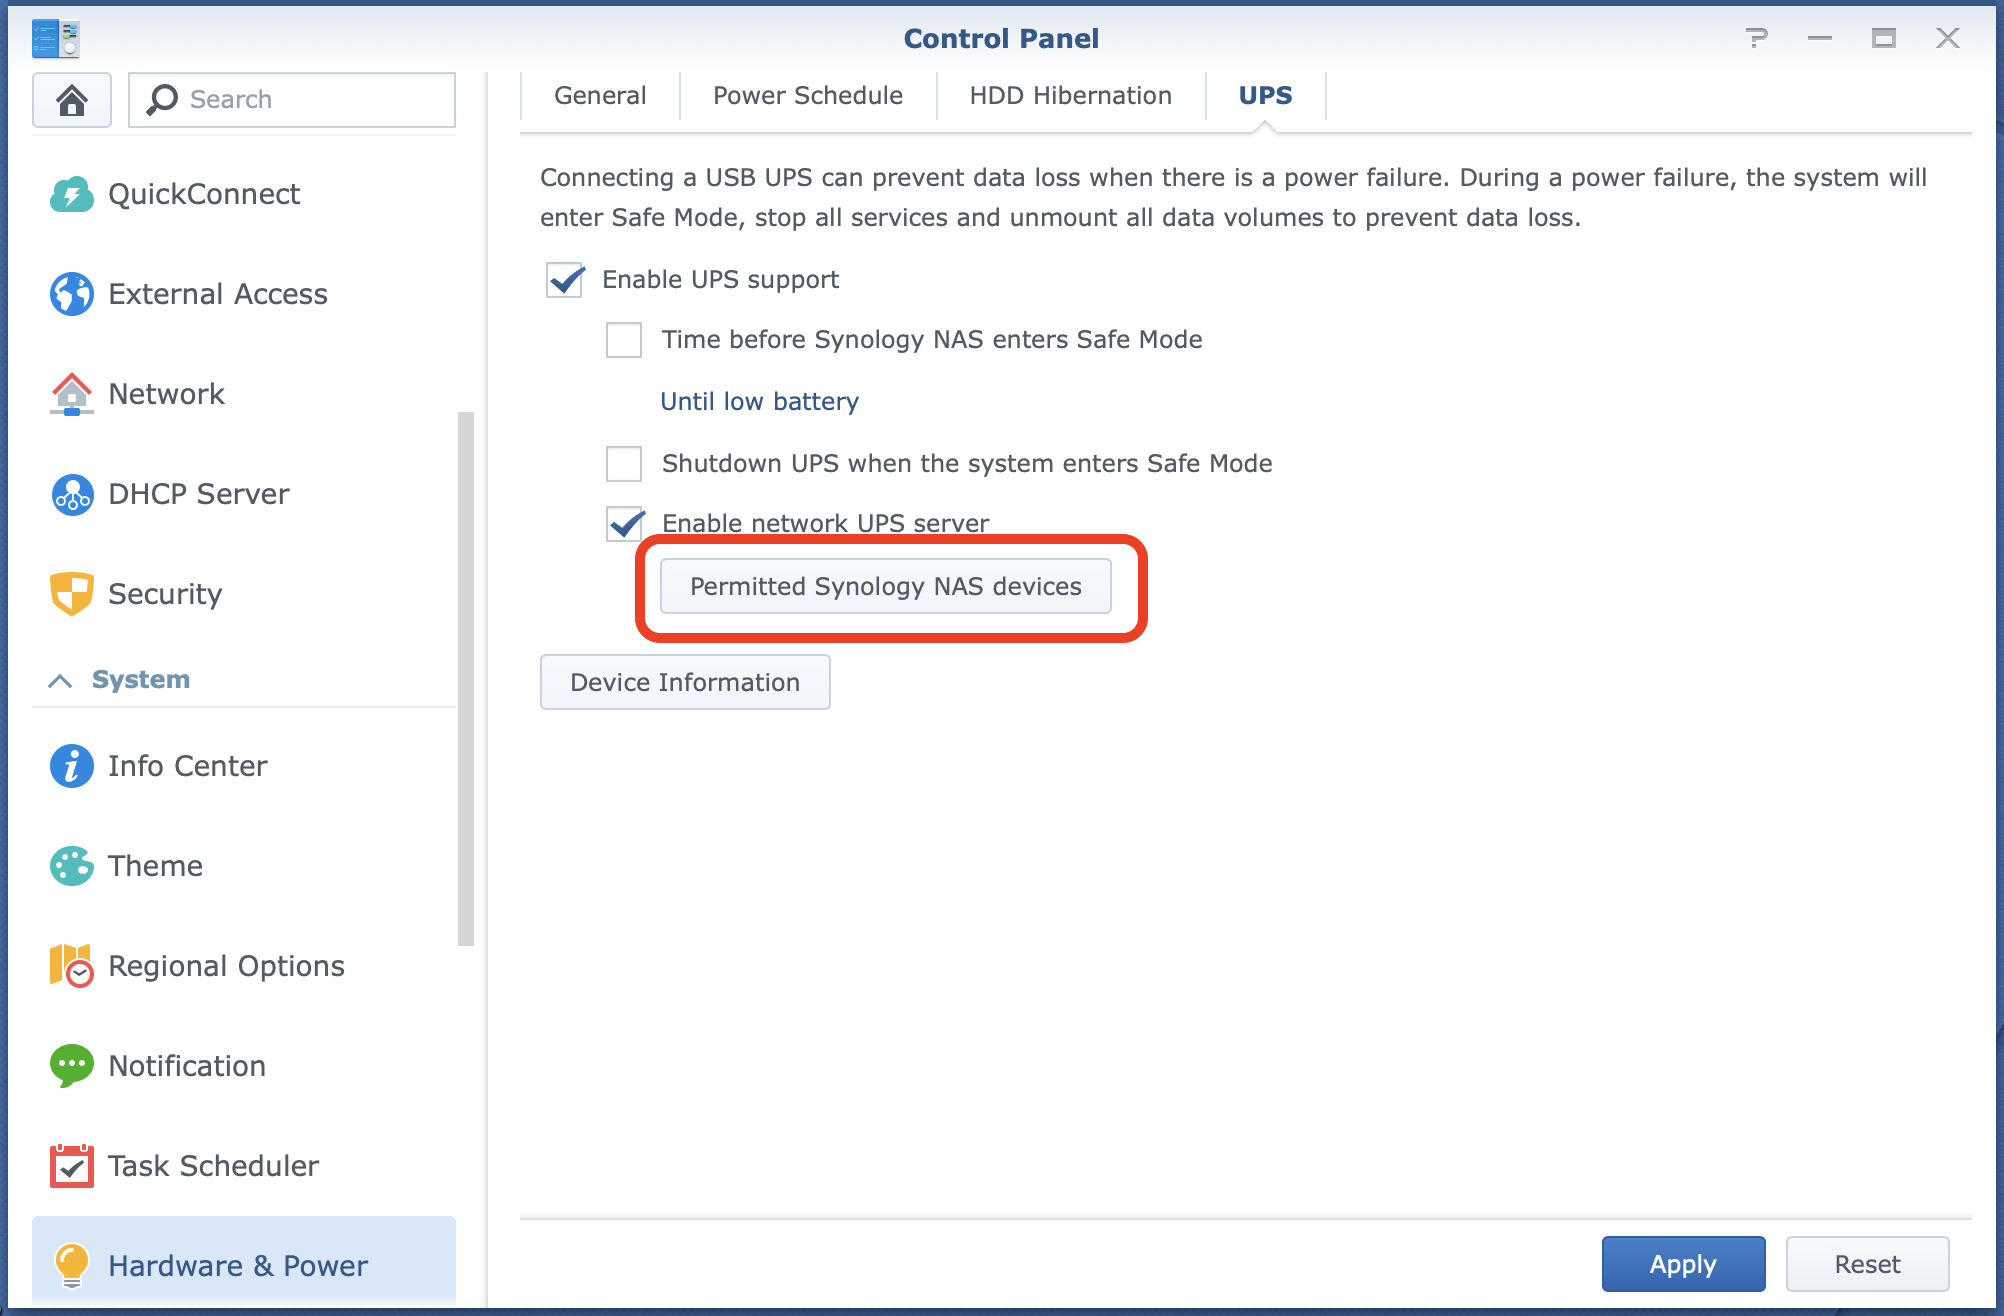 Control Panel
Search
QuickConnect
External Access
Network
DHCP Server
Security
System
Info Center
Theme
Regional Options
Notification
Task Scheduler
Hardware & Power
General
Power Schedule
HDD Hibernation
UPS
Connecting a USB UPS can prevent data loss when there is a power failure. During a power failure, the system will
enter Safe Mode, stop all services and unmount all data volumes to prevent data loss.
Enable UPS support
Time before Synology NAS enters Safe Mode
Until low battery
Shutdown UPS when the system enters Safe Mode
Enable network UPS server
Permitted Synology NAS devices
Device Information
Apply
Reset